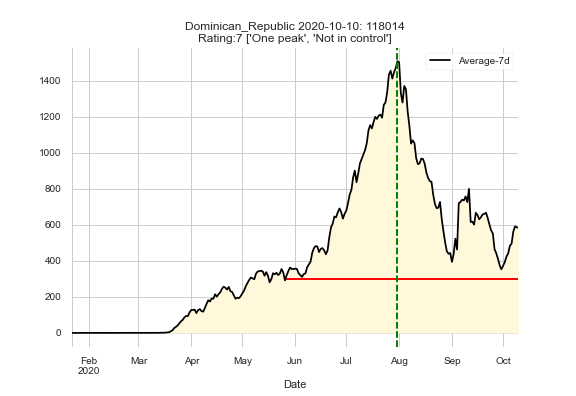 Dominican_Republic 2020-10-10: 118014
Rating:7 ['One peak', 'Not in control']
Average-7d
1400
1200
1000
800
600
400
200
0
Feb Mar Apr May Jun Jul Aug Sep Oct
2020
Date